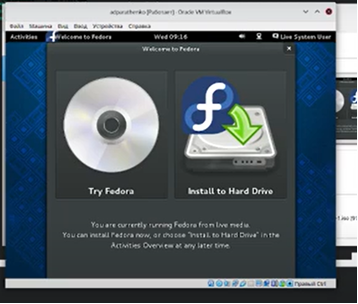 [Работает] - Oracle VM VirtualBox
Файл Машина Вид Ввод Устройства Справка
Activities Welcome to Fedora Wed 09:16 Live System User
Welcome to Fedora
Try Fedora Install to Hard Drive
You are currently running Fedora from live media.
You can install Fedora now, or choose "Install to Hard Drive" in the
Activities Overview at any later time.
Правый Ctrl